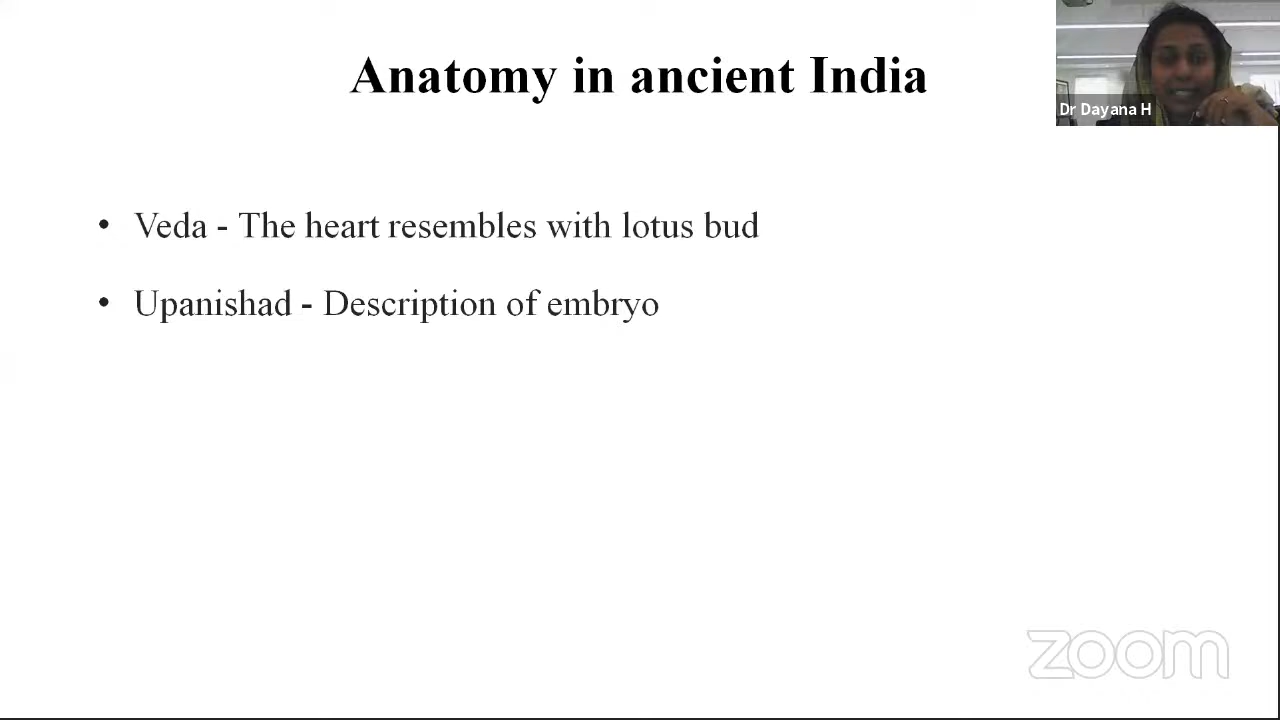 Anatomy in ancient India
Dr Dayana H
• Veda - The heart resembles with lotus bud
• Upanishad - Description of embryo
zoom